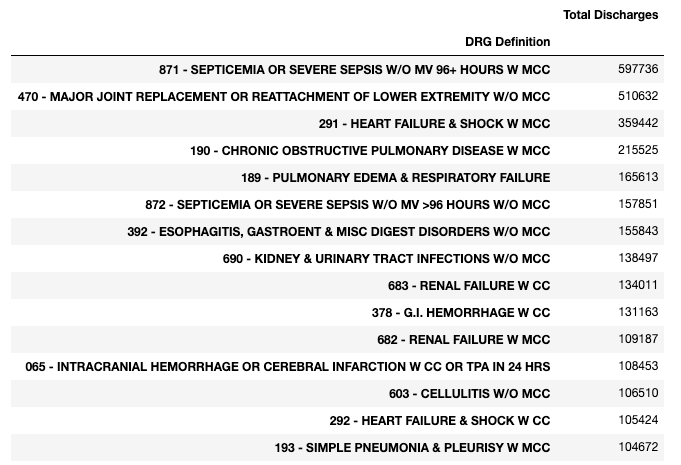 Total Discharges
DRG Definition
871 - SEPTICEMIA OR SEVERE SEPSIS W/O MV 96+ HOURS W MCC 597736
470 - MAJOR JOINT REPLACEMENT OR REATTACHMENT OF LOWER EXTREMITY W/O MCC 510632
291 - HEART FAILURE & SHOCK W MCC 359442
190 - CHRONIC OBSTRUCTIVE PULMONARY DISEASE W MCC 215525
189 - PULMONARY EDEMA & RESPIRATORY FAILURE 165613
872 - SEPTICEMIA OR SEVERE SEPSIS W/O MV >96 HOURS W/O MCC 157851
392 - ESOPHAGITIS, GASTROENT & MISC DIGEST DISORDERS W/O MCC 155843
690 - KIDNEY & URINARY TRACT INFECTIONS W/O MCC 138497
683 - RENAL FAILURE W CC 134011
378 - G.I. HEMORRHAGE W CC 131163
682 - RENAL FAILURE W MCC 109187
065 - INTRACRANIAL HEMORRHAGE OR CEREBRAL INFARCTION W CC OR TPA IN 24 HRS 108453
603 - CELLULITIS W/O MCC 106510
292 - HEART FAILURE & SHOCK W CC 105424
193 - SIMPLE PNEUMONIA & PLEURISY W MCC 104672